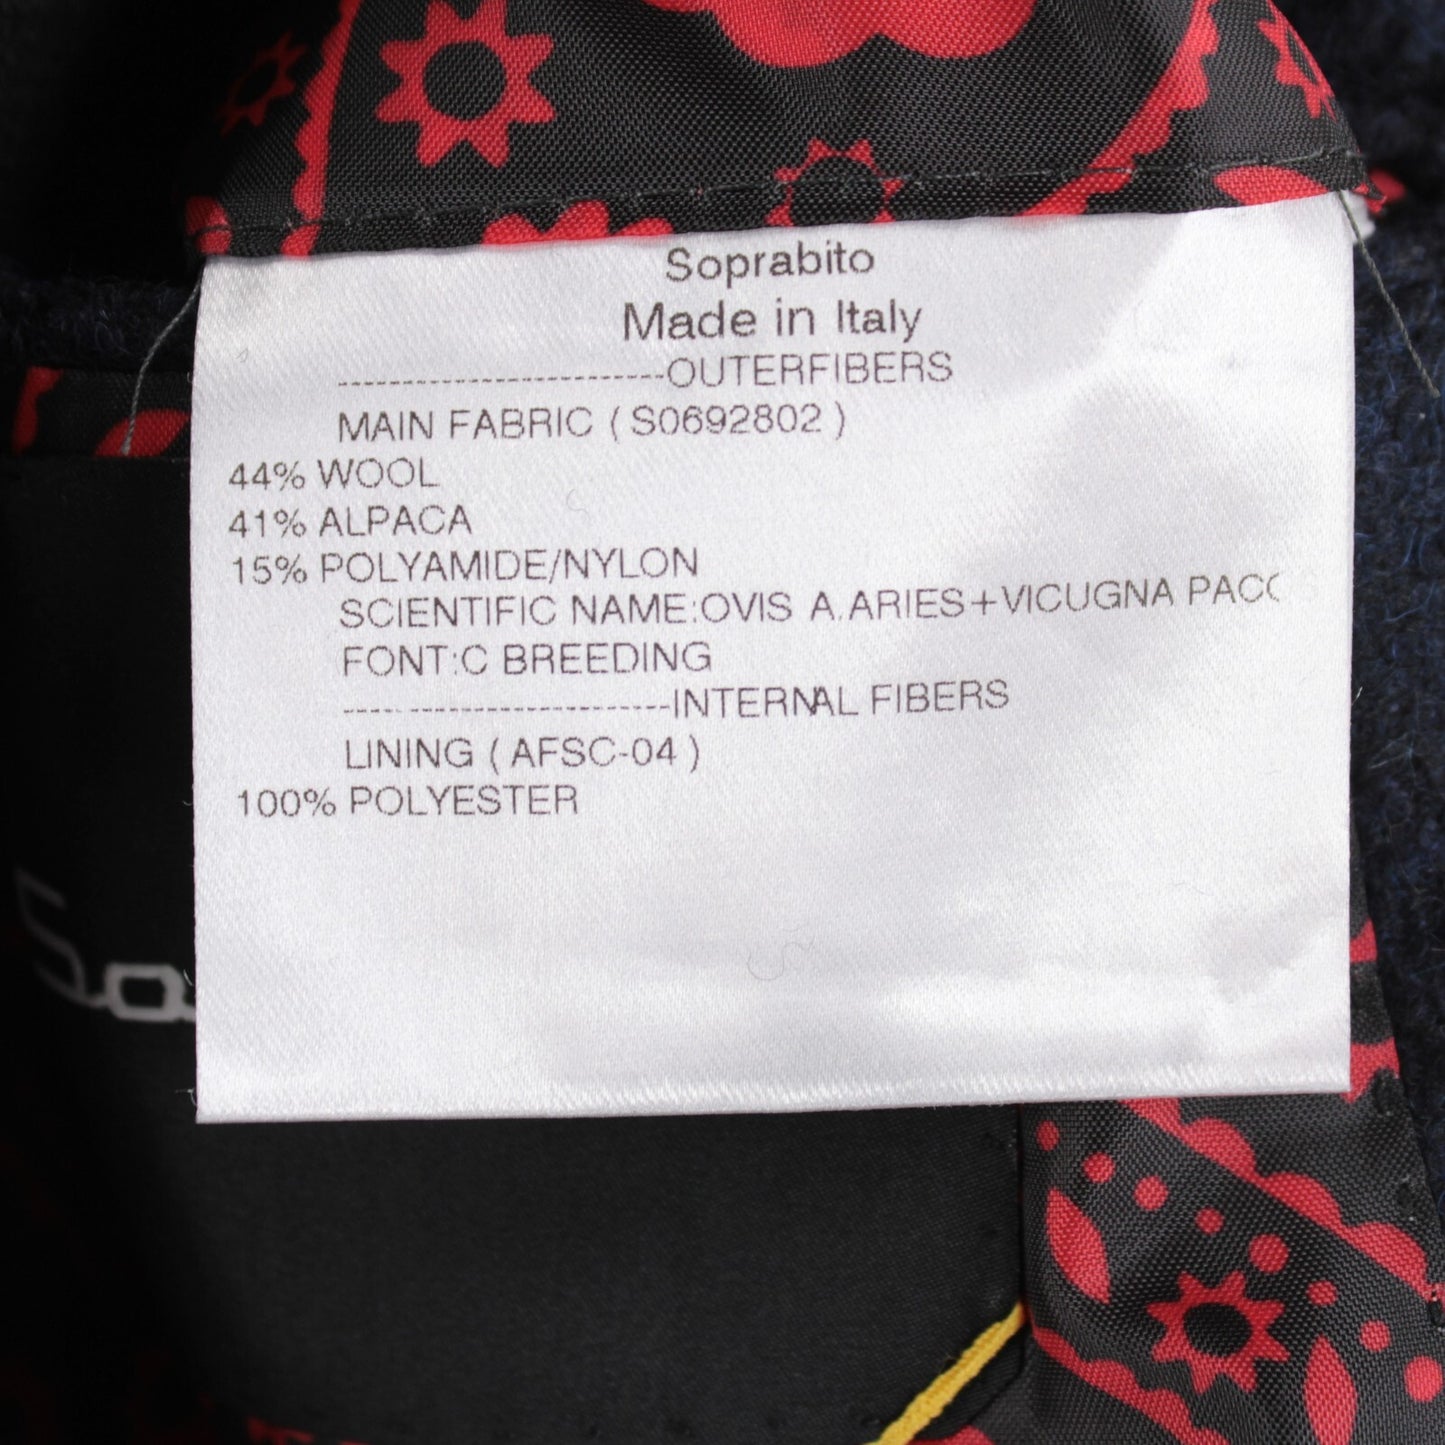 Soprabito
Made in Italy
-------------------------OUTERFIBERS
MAIN FABRIC ( S0692802 )
44% WOOL
41% ALPACA
15% POLYAMIDE/NYLON
SCIENTIFIC NAME:OVIS A.ARIES+VICUGNA PACOS
FONT:C BREEDING
-------------------------INTERNAL FIBERS
LINING ( AFSC-04 )
100% POLYESTER